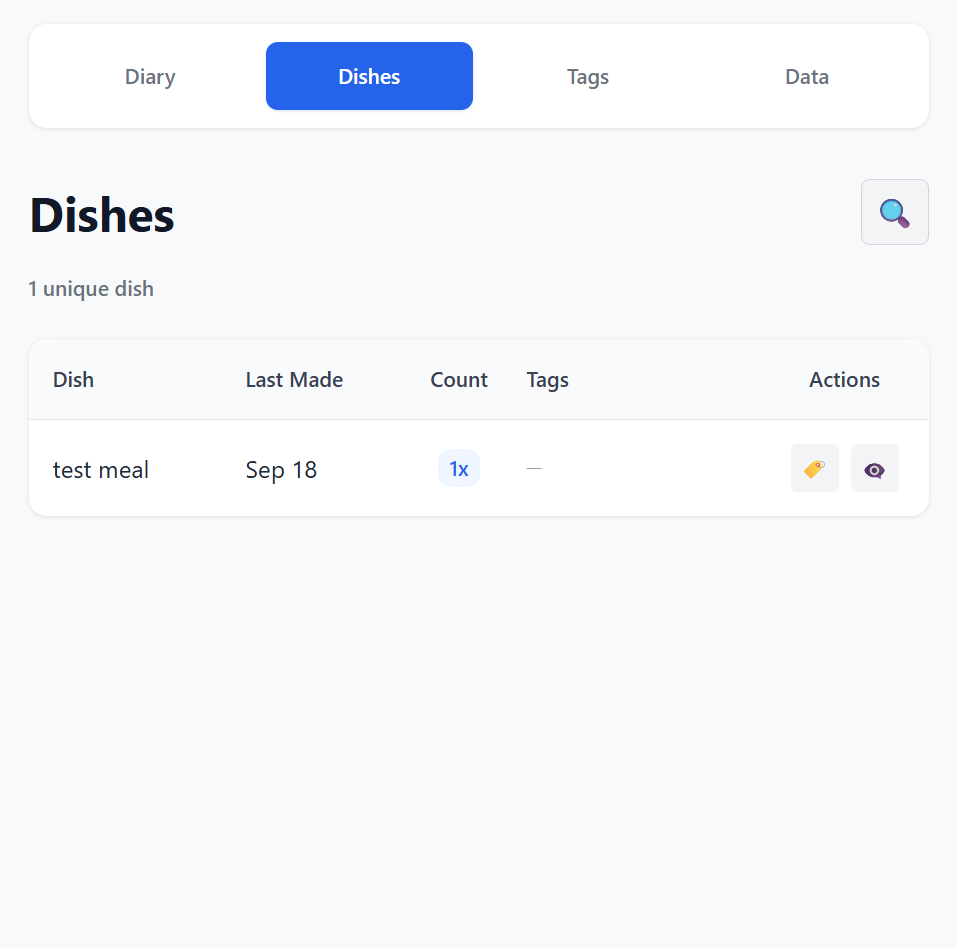 Diary Dishes Tags Data
Dishes
1 unique dish
Dish Last Made Count Tags Actions
test meal Sep 18 1x —